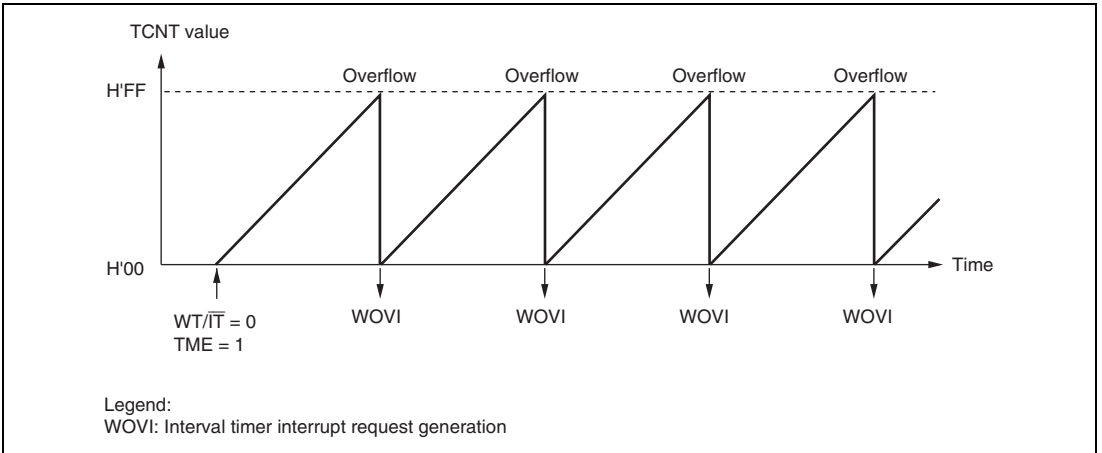 TCNT value
Overflow Overflow Overflow Overflow
H'FF
H'00
Time
WT/I̅T̅ = 0
TME = 1
WOVI WOVI WOVI WOVI
Legend:
WOVI: Interval timer interrupt request generation